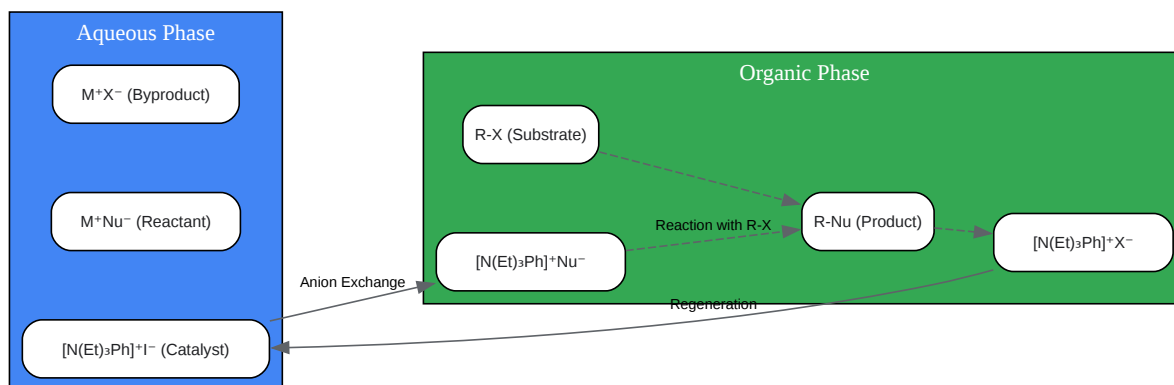 Aqueous Phase
M⁺X⁻ (Byproduct)
M⁺Nu⁻ (Reactant)
[N(Et)₃Ph]⁺I⁻ (Catalyst)
Anion Exchange
Organic Phase
R-X (Substrate)
Reaction with R-X
[N(Et)₃Ph]⁺Nu⁻
R-Nu (Product)
[N(Et)₃Ph]⁺X⁻
Regeneration